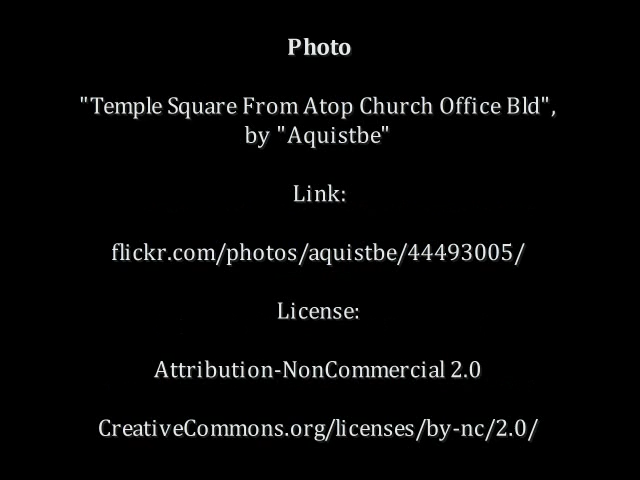 Photo
"Temple Square From Atop Church Office Bld",
by "Aquistbe"
Link:
flickr.com/photos/aquistbe/44493005/
License:
Attribution-NonCommercial 2.0
CreativeCommons.org/licenses/by-nc/2.0/